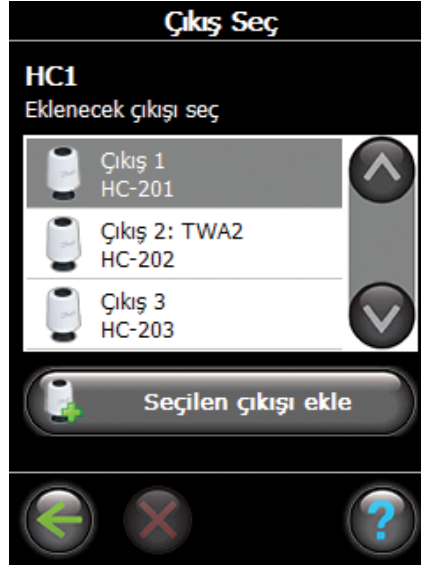 Çıkış Seç
HC1
Eklenecek çıkışı seç
Çıkış 1
HC-201
Çıkış 2: TWA2
HC-202
Çıkış 3
HC-203
Seçilen çıkışı ekle
?